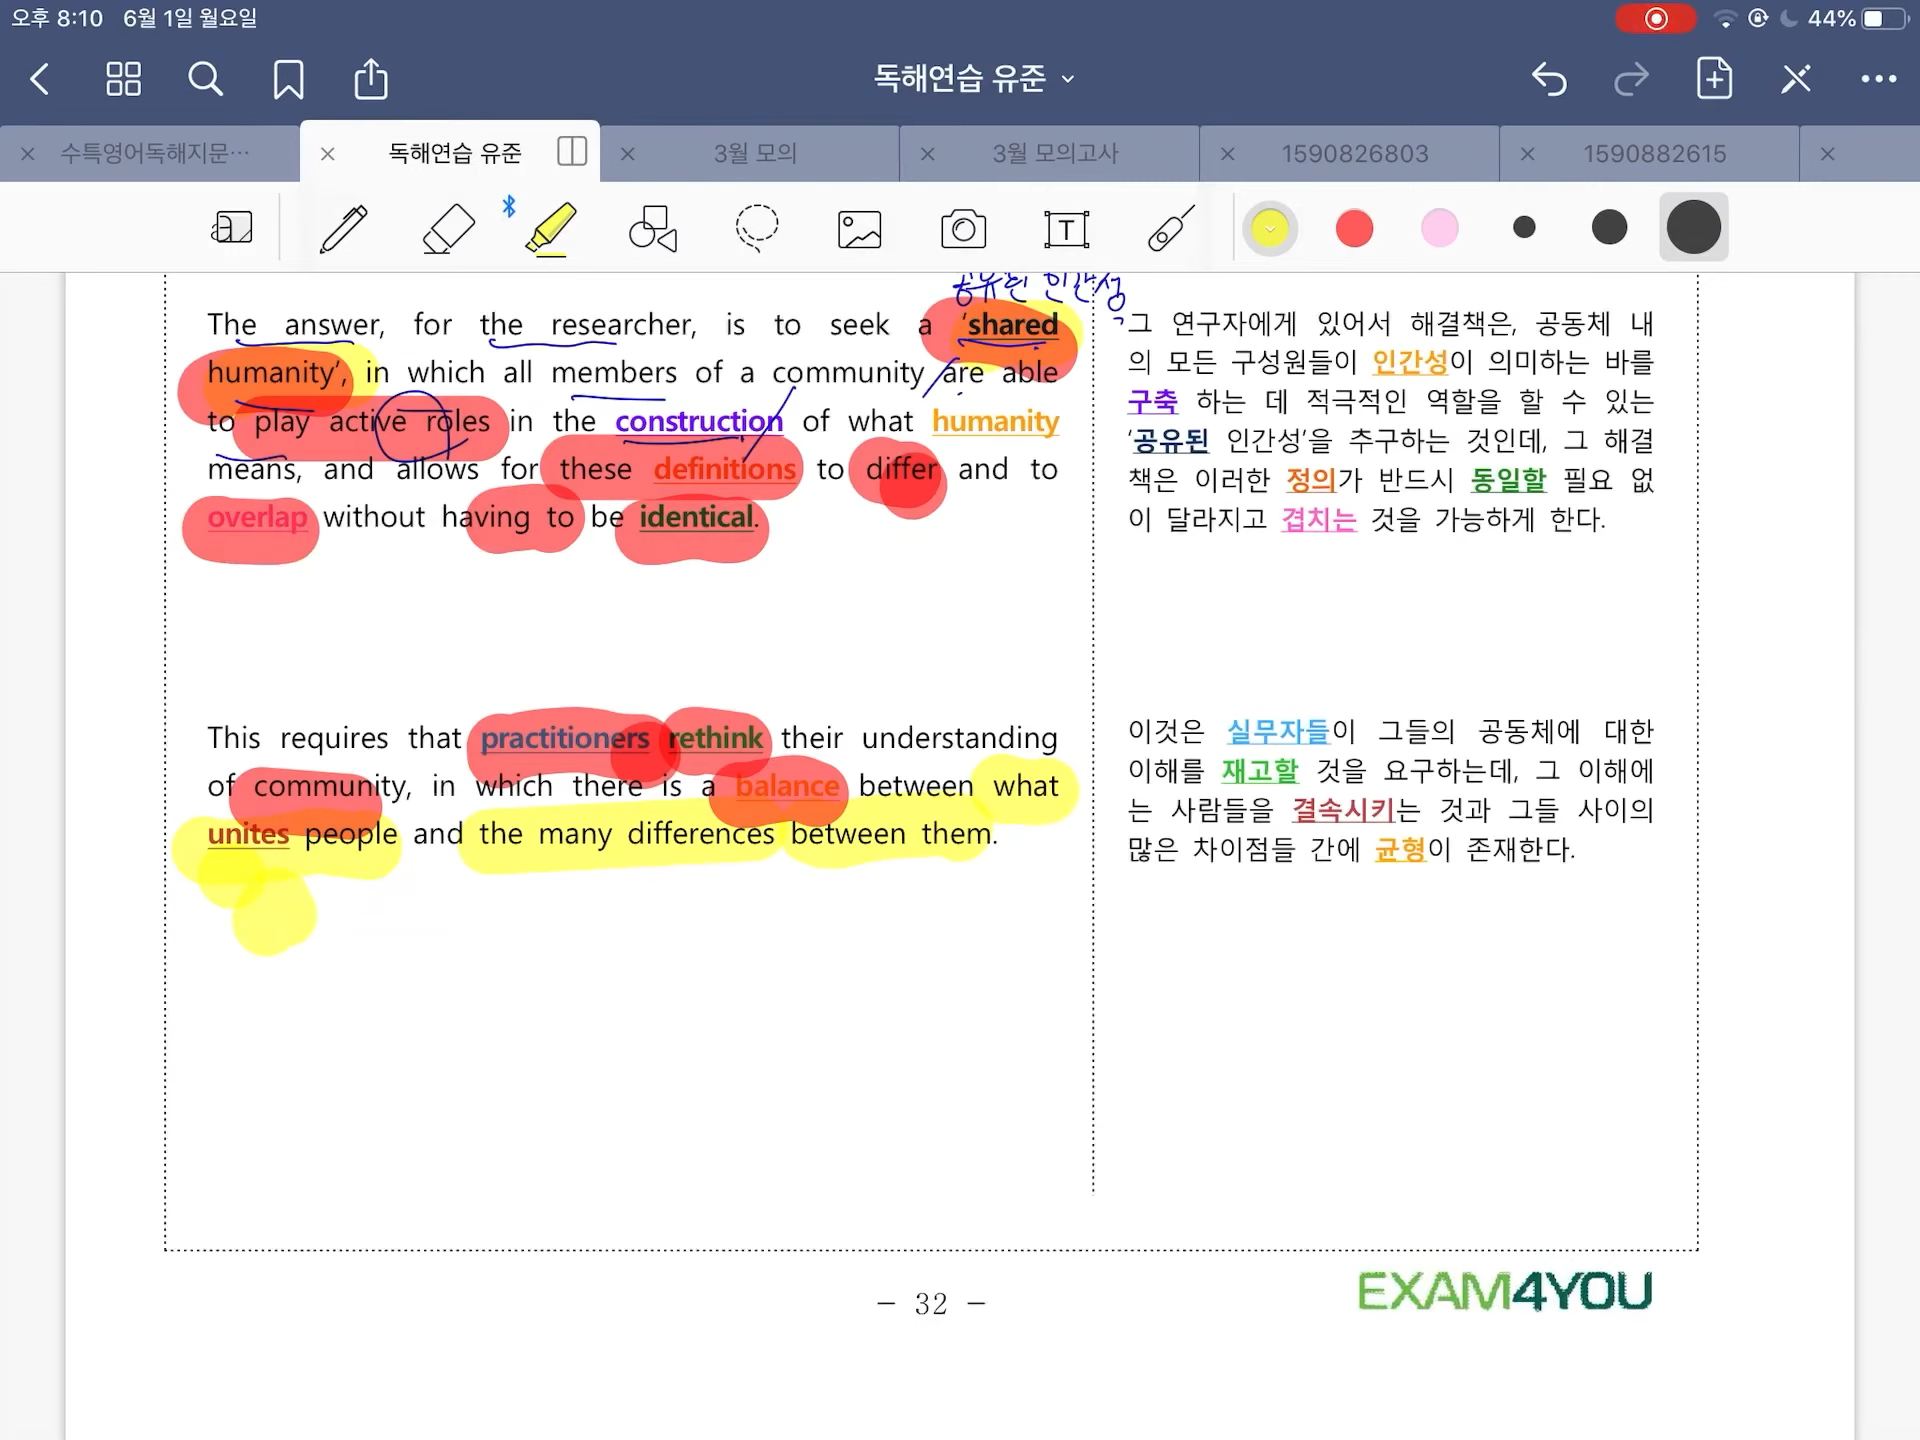 오후 8:10 6월 1일 월요일
44%
독해연습 유준
수특영어독해지문…
독해연습 유준
3월 모의
3월 모의고사
1590826803
1590882615
공유된 인간성
The answer, for the researcher, is to seek a ‘shared
humanity’, in which all members of a community are able
to play active roles in the construction of what humanity
means, and allows for these definitions to differ and to
overlap without having to be identical.
그 연구자에게 있어서 해결책은, 공동체 내
의 모든 구성원들이 인간성이 의미하는 바를
구축 하는 데 적극적인 역할을 할 수 있는
‘공유된 인간성’을 추구하는 것인데, 그 해결
책은 이러한 정의가 반드시 동일할 필요 없
이 달라지고 겹치는 것을 가능하게 한다.
This requires that practitioners rethink their understanding
of community, in which there is a balance between what
unites people and the many differences between them.
이것은 실무자들이 그들의 공동체에 대한
이해를 재고할 것을 요구하는데, 그 이해에
는 사람들을 결속시키는 것과 그들 사이의
많은 차이점들 간에 균형이 존재한다.
- 32 -
EXAM4YOU